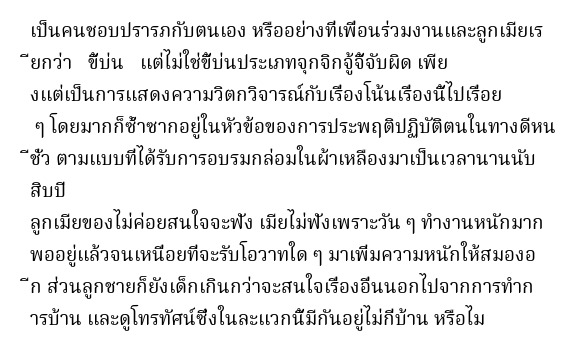 เป็นคนชอบปรารภกับตนเอง หรืออย่างที่เพื่อนร่วมงานและลูกเมียเร
ียกว่า   ขี้บ่น   แต่ไม่ใช่ขี้บ่นประเภทจุกจิกจู้จี้จับผิด เพีย
งแต่เป็นการแสดงความวิตกวิจารณ์กับเรื่องโน้นเรื่องนี้ไปเรื่อย
 ๆ โดยมากก็ซ้ำซากอยู่ในหัวข้อของการประพฤติปฏิบัติตนในทางดีหน
ีชั่ว ตามแบบที่ได้รับการอบรมกล่อมในผ้าเหลืองมาเป็นเวลานานนับ
สิบปี
ลูกเมียของไม่ค่อยสนใจจะฟัง เมียไม่ฟังเพราะวัน ๆ ทำงานหนักมาก
พออยู่แล้วจนเหนื่อยที่จะรับโอวาทใด ๆ มาเพิ่มความหนักให้สมองอ
ีก ส่วนลูกชายก็ยังเด็กเกินกว่าจะสนใจเรื่องอื่นนอกไปจากการทำก
ารบ้าน และดูโทรทัศน์ซึ่งในละแวกนี้มีกันอยู่ไม่กี่บ้าน หรือไม